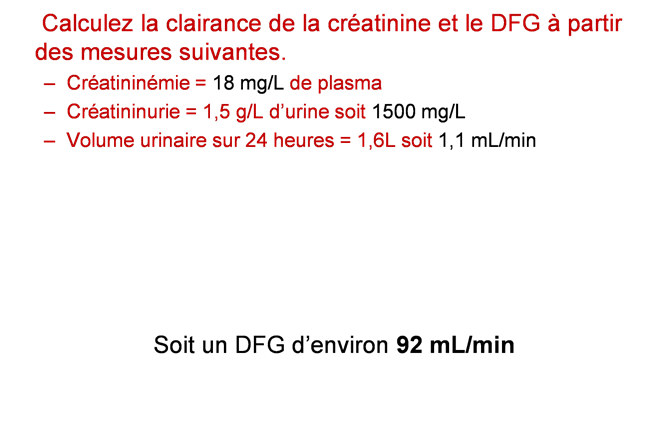 Calculez la clairance de la créatinine et le DFG à partir
des mesures suivantes.
– Créatininémie = 18 mg/L de plasma
– Créatininurie = 1,5 g/L d’urine soit 1500 mg/L
– Volume urinaire sur 24 heures = 1,6L soit 1,1 mL/min
Soit un DFG d’environ 92 mL/min